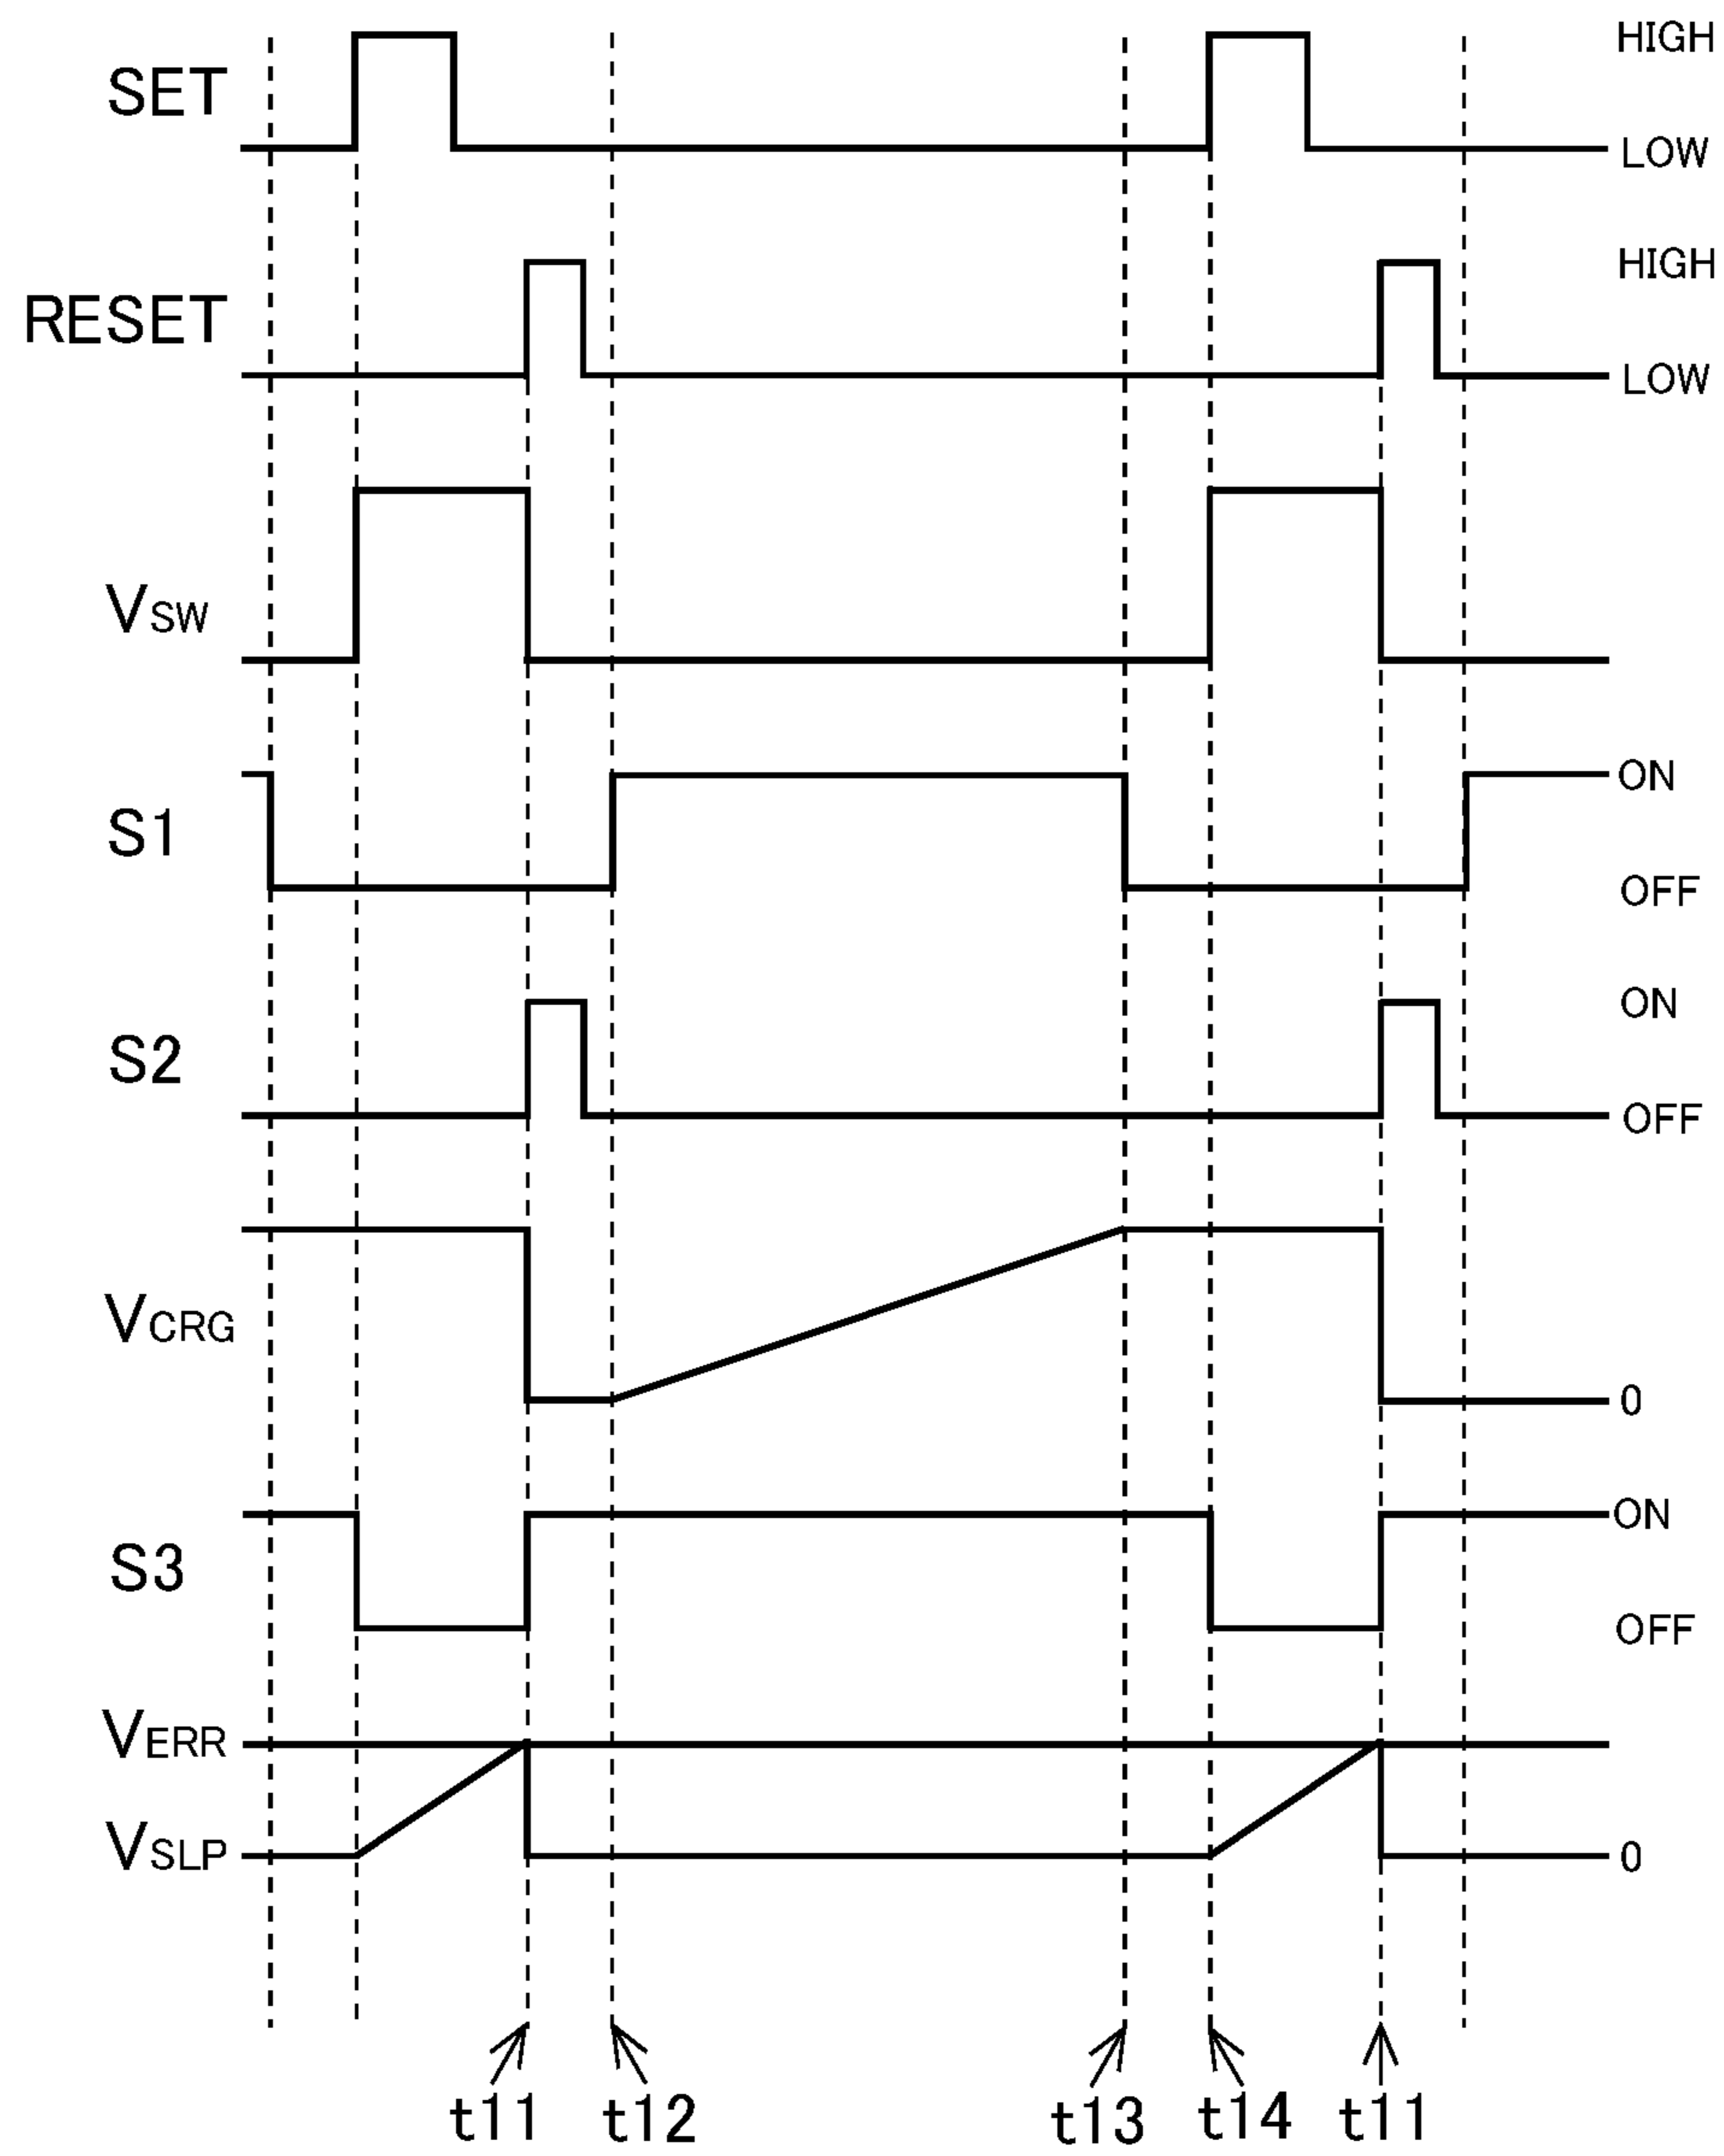 HIGH
SET
LOW
HIGH
RESET
LOW
VSW
ON
S1
OFF
ON
S2
OFF
VCRG
0
ON
S3
OFF
VERR
VSLP
0
t11 t12 t13 t14 t11